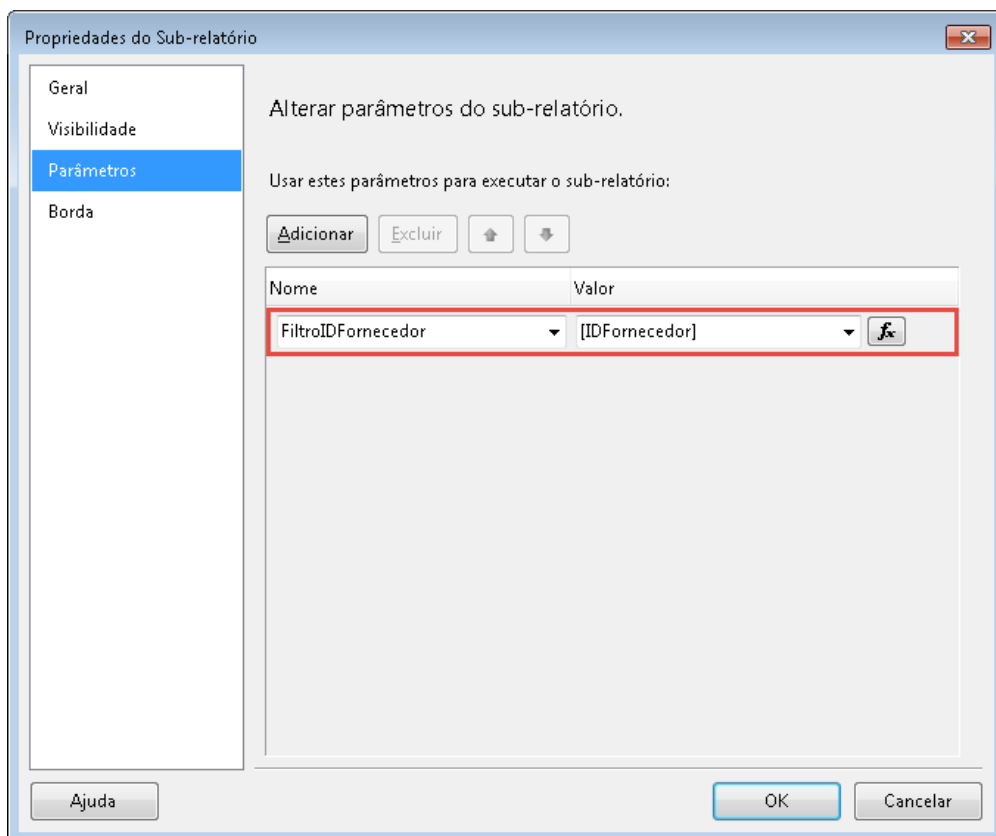 Propriedades do Sub-relatório
Geral
Visibilidade
Parâmetros
Borda
Alterar parâmetros do sub-relatório.
Usar estes parâmetros para executar o sub-relatório:
Adicionar Excluir
Nome Valor
FiltroIDFornecedor [IDFornecedor] fx
Ajuda OK Cancelar